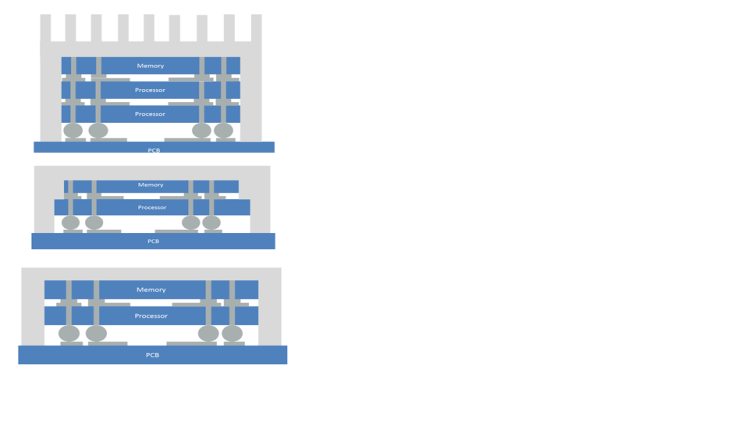 Memory
Processor
Processor
PCB
Memory
Processor
PCB
Memory
Processor
PCB